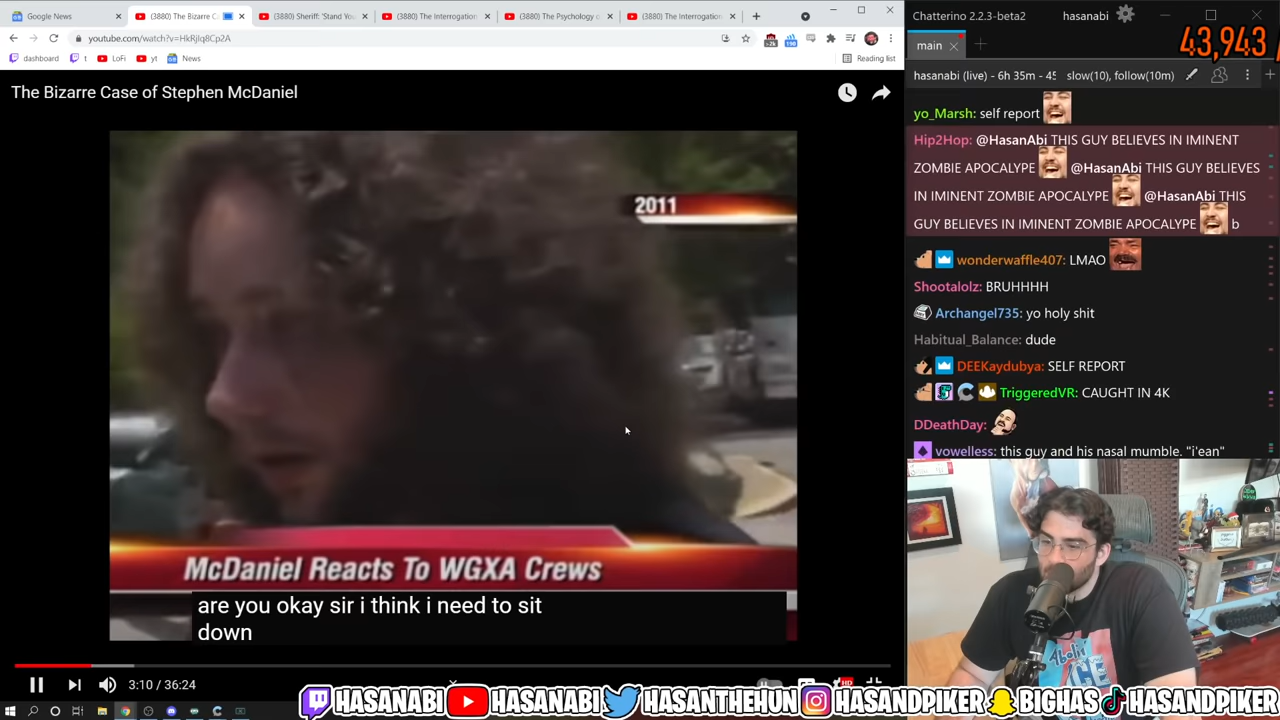 Google News
(3880) The Bizarre C
(3880) Sheriff: 'Stand You
(3880) The Interrogation
(3880) The Psychology o
(3880) The Interrogation
youtube.com/watch?v=HkRjIq8Cp2A
dashboard
t
LoFi
yt
News
Reading list
The Bizarre Case of Stephen McDaniel
2011
McDaniel Reacts To WGXA Crews
are you okay sir i think i need to sit
down
3:10 / 36:24
HD
Chatterino 2.2.3-beta2
hasanabi
main
43,943
hasanabi (live) - 6h 35m - 45
slow(10), follow(10m)
yo_Marsh: self report
Hip2Hop: @HasanAbi THIS GUY BELIEVES IN IMINENT
ZOMBIE APOCALYPE @HasanAbi THIS GUY BELIEVES
IN IMINENT ZOMBIE APOCALYPE @HasanAbi THIS
GUY BELIEVES IN IMINENT ZOMBIE APOCALYPE b
wonderwaffle407: LMAO
Shootalolz: BRUHHHH
Archangel735: yo holy shit
Habitual_Balance: dude
DEEKaydubya: SELF REPORT
TriggeredVR: CAUGHT IN 4K
DDeathDay:
vowelless: this guy and his nasal mumble. "i'ean"
HASANABI
HASANABI
HASANTHEHUN
HASANDPIKER
BIGHAS
HASANDPIKER